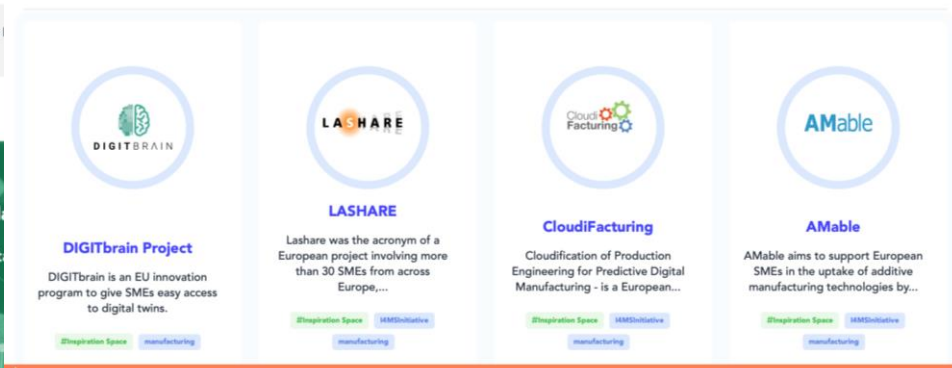 DIGITBRAIN
DIGITbrain Project
DIGITbrain is an EU innovation
program to give SMEs easy access
to digital twins.
#Inspiration Space manufacturing
LASHARE
LASHARE
Lashare was the acronym of a
European project involving more
than 30 SMEs from across
Europe,...
#Inspiration Space I4MSInitiative
manufacturing
Cloudi
Facturing
CloudiFacturing
Cloudification of Production
Engineering for Predictive Digital
Manufacturing - is a European...
#Inspiration Space I4MSInitiative
manufacturing
AMable
AMable
AMable aims to support European
SMEs in the uptake of additive
manufacturing technologies by...
#Inspiration Space I4MSInitiative
manufacturing